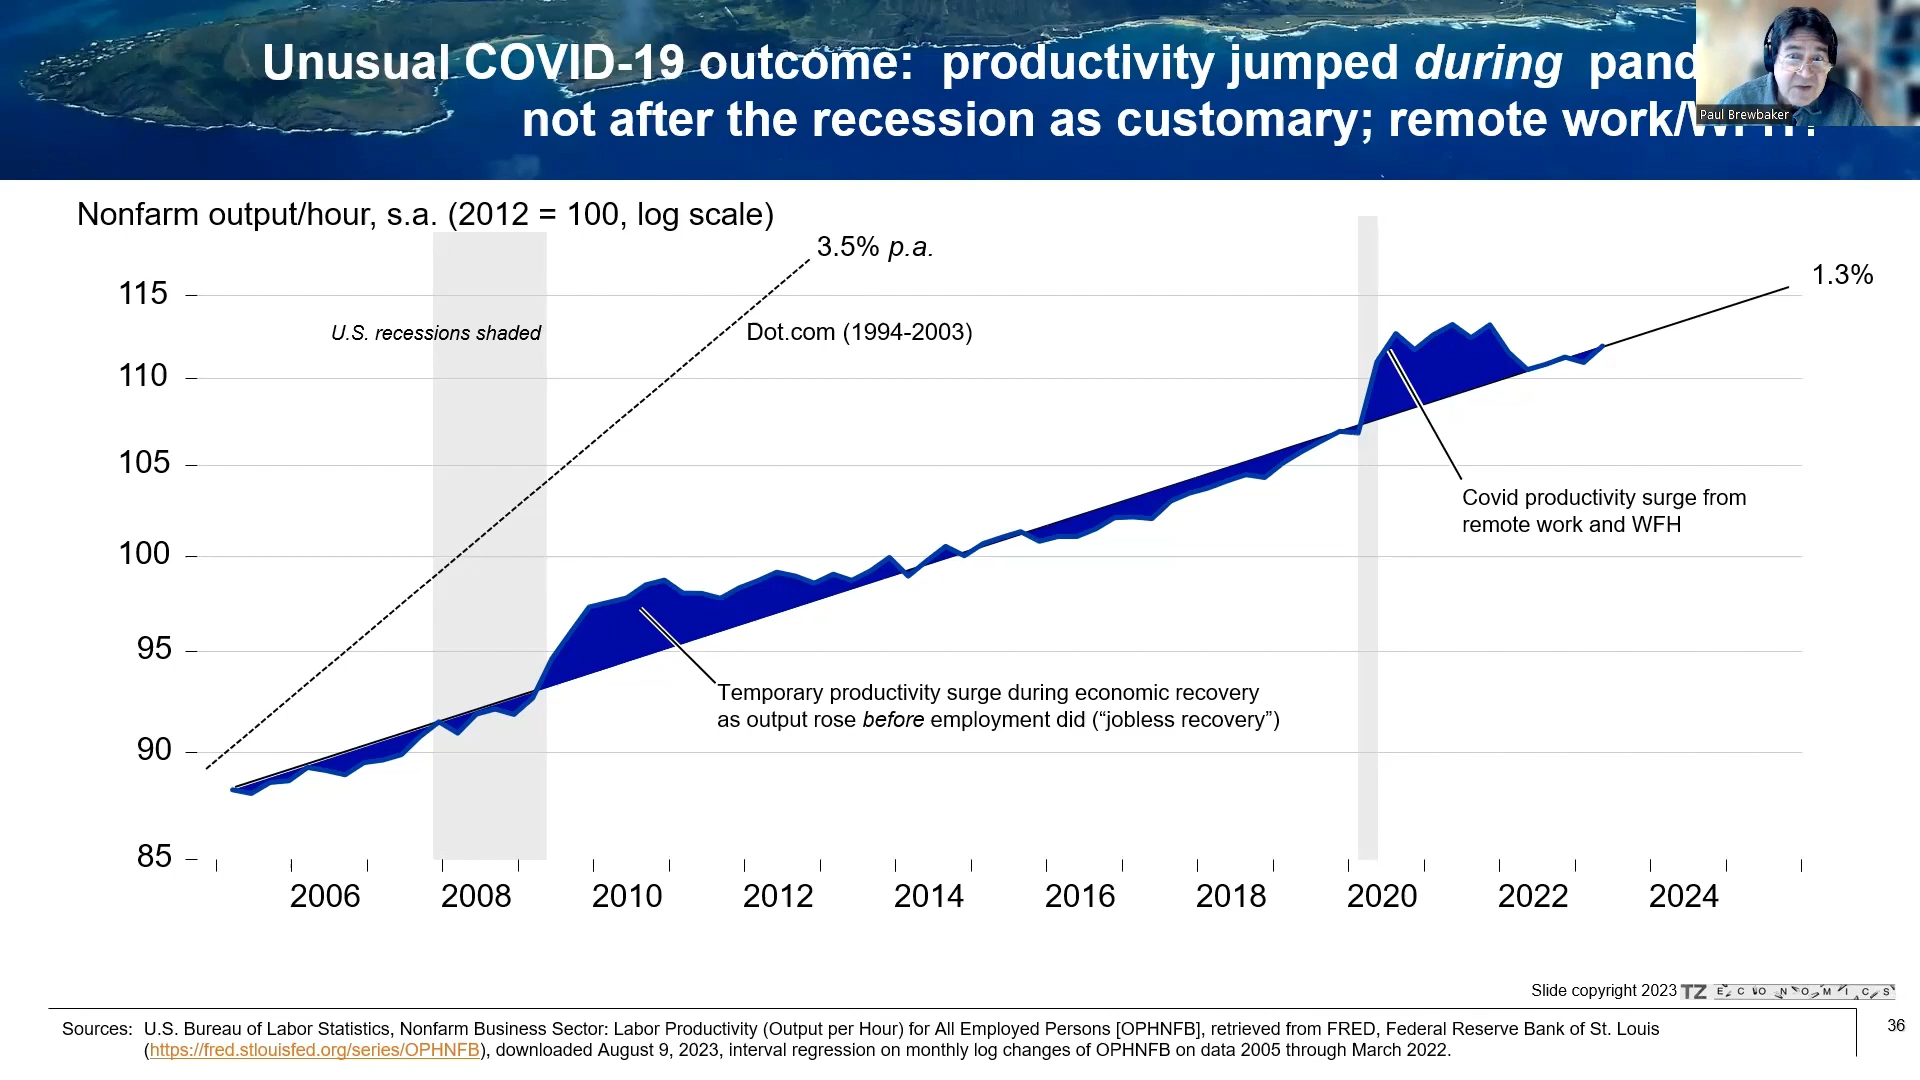 Unusual COVID-19 outcome: productivity jumped during
not after the recession as customary; remote work/
Paul Brewbaker
Nonfarm output/hour, s.a. (2012 = 100, log scale)
3.5% p.a.
1.3%
115
U.S. recessions shaded
Dot.com (1994-2003)
110
105
Covid productivity surge from
remote work and WFH
100
95
Temporary productivity surge during economic recovery
as output rose before employment did (“jobless recovery”)
90
85
2006 2008 2010 2012 2014 2016 2018 2020 2022 2024
Slide copyright 2023 TZ ECONOMICS
Sources: U.S. Bureau of Labor Statistics, Nonfarm Business Sector: Labor Productivity (Output per Hour) for All Employed Persons [OPHNFB], retrieved from FRED, Federal Reserve Bank of St. Louis
(https://fred.stlouisfed.org/series/OPHNFB), downloaded August 9, 2023, interval regression on monthly log changes of OPHNFB on data 2005 through March 2022.
36